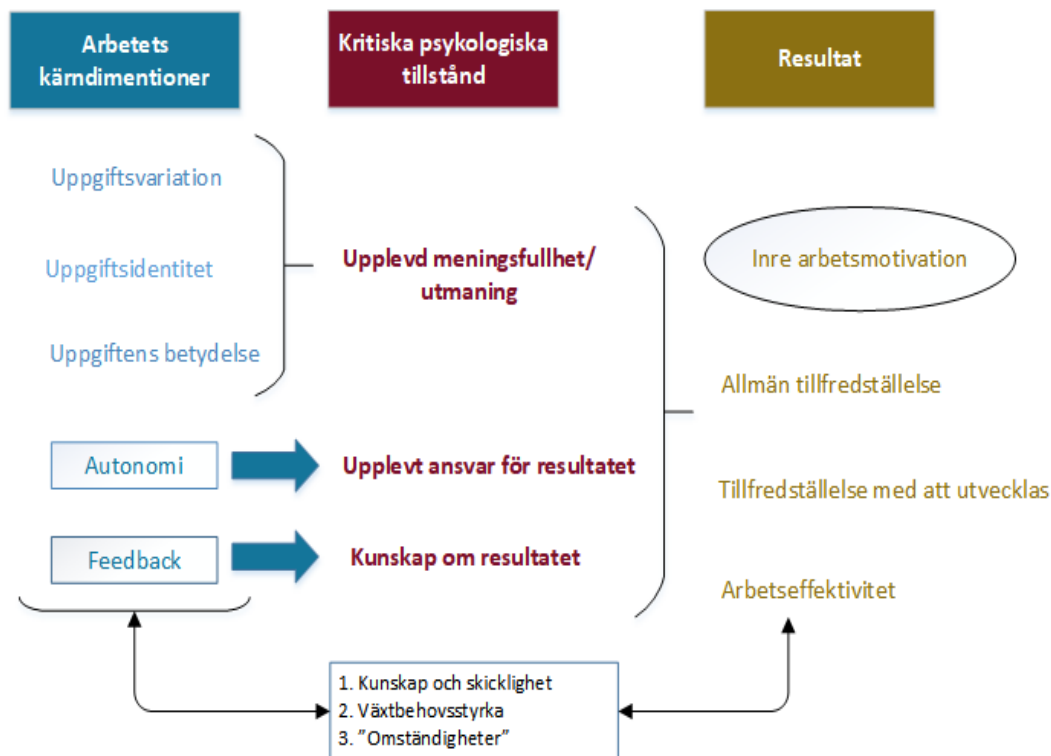 Arbetets
kärndimentioner
Kritiska psykologiska
tillstånd
Resultat
Uppgiftsvariation
Uppgiftsidentitet
Uppgiftens betydelse
Autonomi
Feedback
Upplevd meningsfullhet/
utmaning
Upplevt ansvar för resultatet
Kunskap om resultatet
Inre arbetsmotivation
Allmän tillfredställelse
Tillfredställelse med att utvecklas
Arbetseffektivitet
1. Kunskap och skicklighet
2. Växtbehovsstyrka
3. ”Omständigheter”